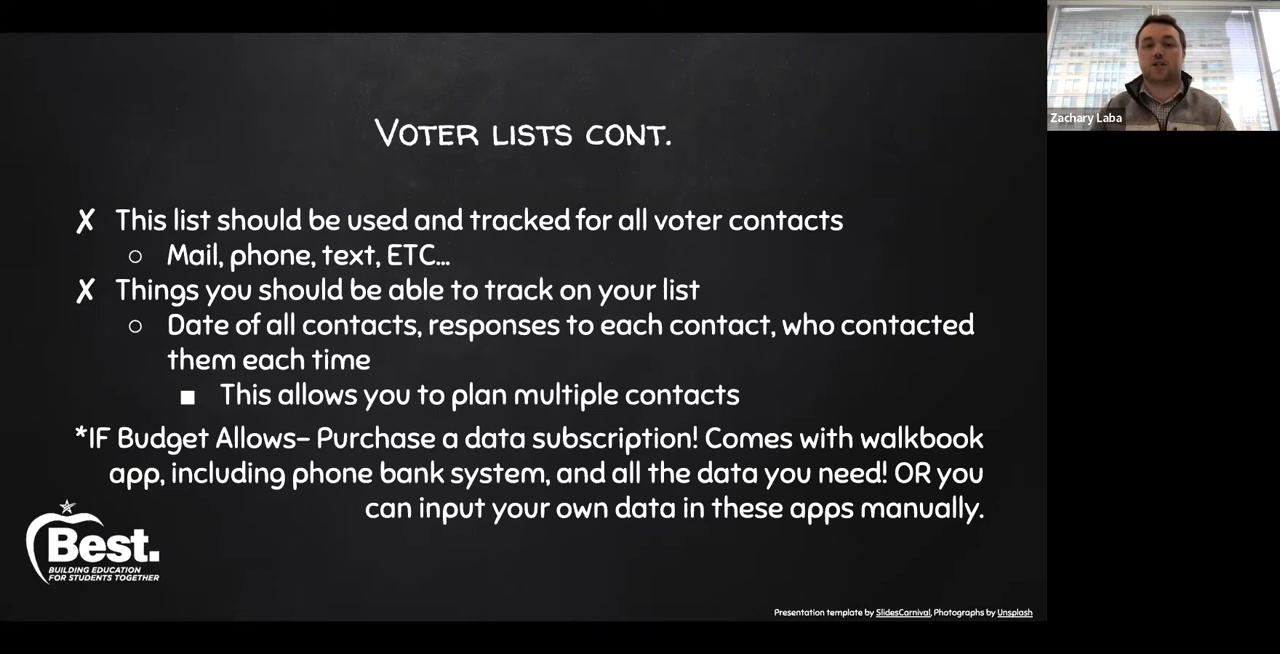 Zachary Laba
VOTER LISTS CONT.
✗ This list should be used and tracked for all voter contacts
○ Mail, phone, text, ETC...
✗ Things you should be able to track on your list
○ Date of all contacts, responses to each contact, who contacted
them each time
■ This allows you to plan multiple contacts
*IF Budget Allows- Purchase a data subscription! Comes with walkbook
app, including phone bank system, and all the data you need! OR you
can input your own data in these apps manually.
Best.
BUILDING EDUCATION
FOR STUDENTS TOGETHER
Presentation template by SlidesCarnival, Photographs by Unsplash